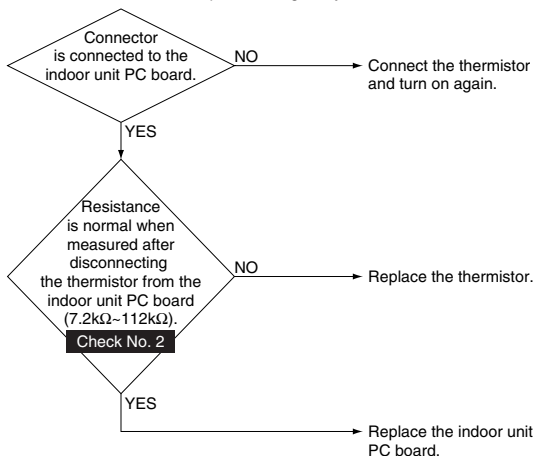 Connector
is connected to the
indoor unit PC board.
NO
Connect the thermistor
and turn on again.
YES
Resistance
is normal when
measured after
disconnecting
the thermistor from the
indoor unit PC board
(7.2kΩ~112kΩ).
Check No. 2
NO
Replace the thermistor.
YES
Replace the indoor unit
PC board.